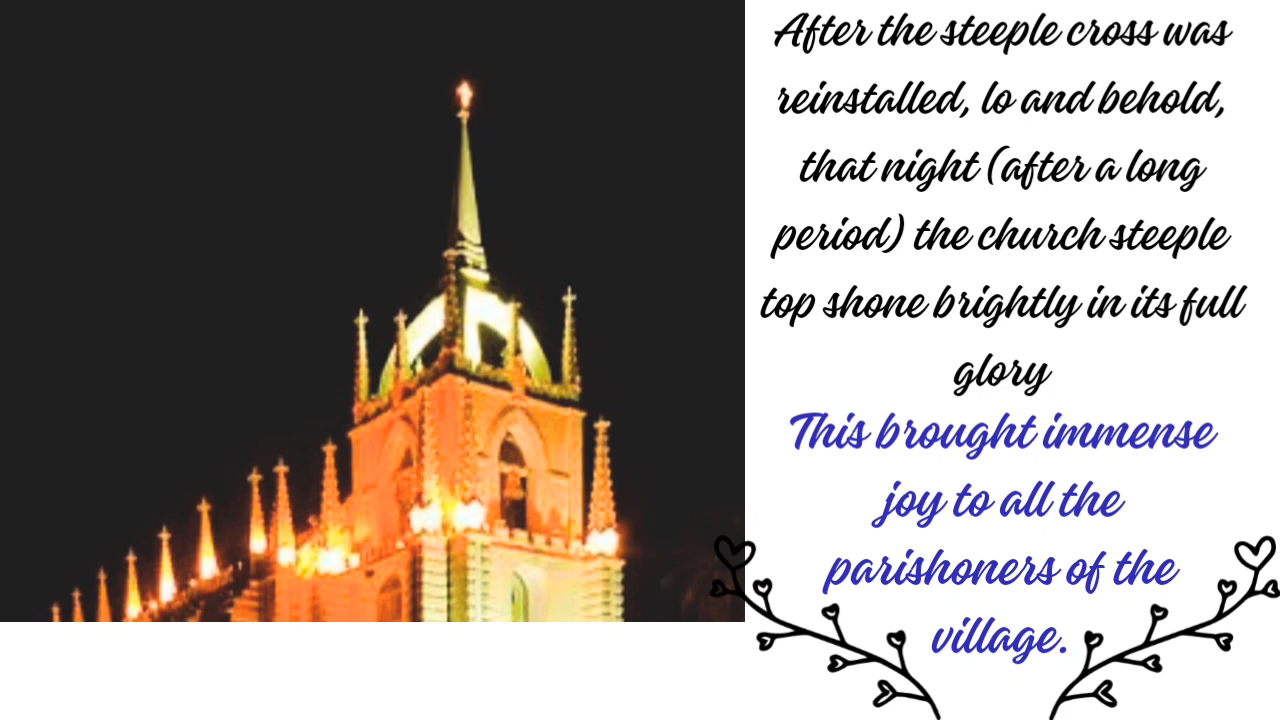 After the steeple cross was
reinstalled, lo and behold,
that night (after a long
period) the church steeple
top shone brightly in its full
glory
This brought immense
joy to all the
parishoners of the
village.